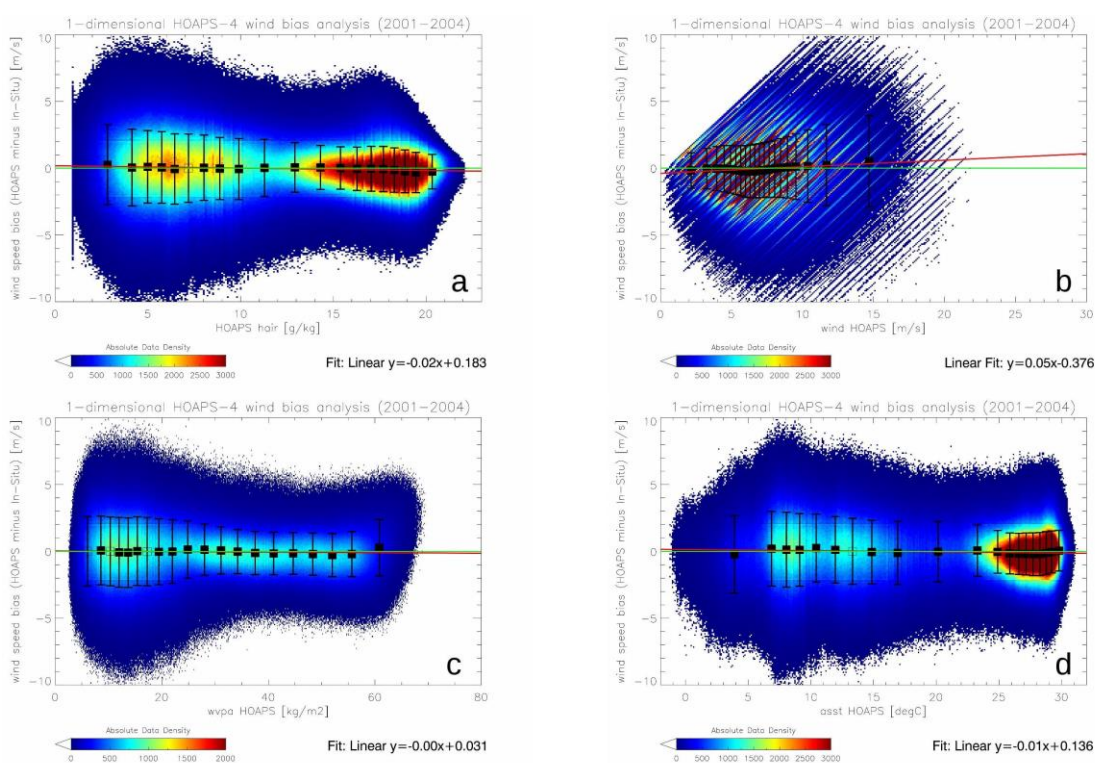 1-dimensional HOAPS-4 wind bias analysis (2001-2004)
wind speed bias (HOAPS minus In-Situ) [m/s]
10
5
0
-5
-10
0 5 10 15 20
HOAPS hair [g/kg]
a
Absolute Data Density
0 500 1000 1500 2000 2500 3000
Fit: Linear y=-0.02x+0.183
1-dimensional HOAPS-4 wind bias analysis (2001-2004)
wind speed bias (HOAPS minus In-Situ) [m/s]
10
5
0
-5
-10
0 5 10 15 20 25 30
wind HOAPS [m/s]
b
Absolute Data Density
0 500 1000 1500 2000 2500 3000
Linear Fit: y=0.05x-0.376
1-dimensional HOAPS-4 wind bias analysis (2001-2004)
wind speed bias (HOAPS minus In-Situ) [m/s]
10
5
0
-5
-10
0 20 40 60 80
wvpa HOAPS [kg/m2]
c
Absolute Data Density
0 500 1000 1500 2000
Fit: Linear y=-0.00x+0.031
1-dimensional HOAPS-4 wind bias analysis (2001-2004)
wind speed bias (HOAPS minus In-Situ) [m/s]
10
5
0
-5
-10
0 5 10 15 20 25 30
asst HOAPS [degC]
d
Absolute Data Density
0 500 1000 1500 2000 2500 3000
Fit: Linear y=-0.01x+0.136